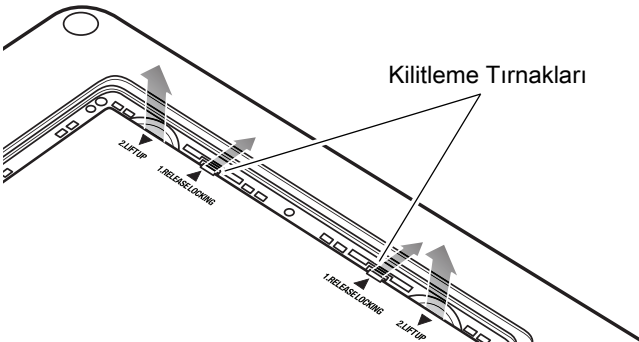 Kilitleme Tırnakları
2.LIFT UP
1.RELEASE LOCKING
1.RELEASE LOCKING
2.LIFT UP